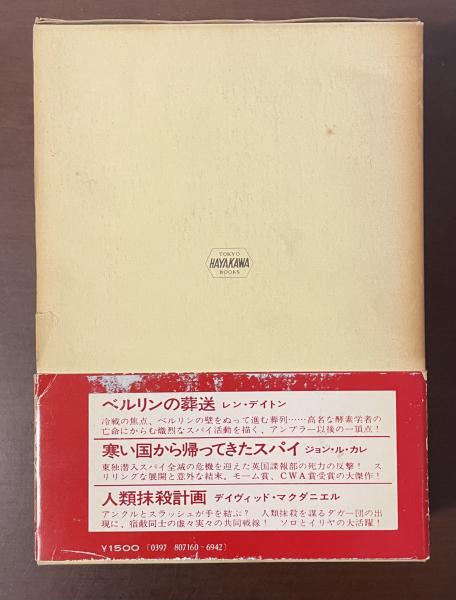 TOKYO
HAYAKAWA
BOOKS
ベルリンの葬送 レン・デイトン
冷戦の焦点、ベルリンの壁をぬって進む葬列……高名な酵素学者の
亡命にからむ熾烈なスパイ活動を描く、アンブラー以後の一頂点!
寒い国から帰ってきたスパイ ジョン・ル・カレ
東独潜入スパイ全滅の危機を迎えた英国諜報部の死力の反撃! ス
リリングな展開と意外な結末。モーム賞、CWA賞受賞の大傑作!
人類抹殺計画 デイヴィッド・マクダニエル
アンクルとスラッシュが手を結ぶ? 人類抹殺を謀るダガー団の出
現に、宿敵同士の虚々実々の共同戦線! ソロとイリヤの大活躍!
¥1500 〔0397 807160-6942〕